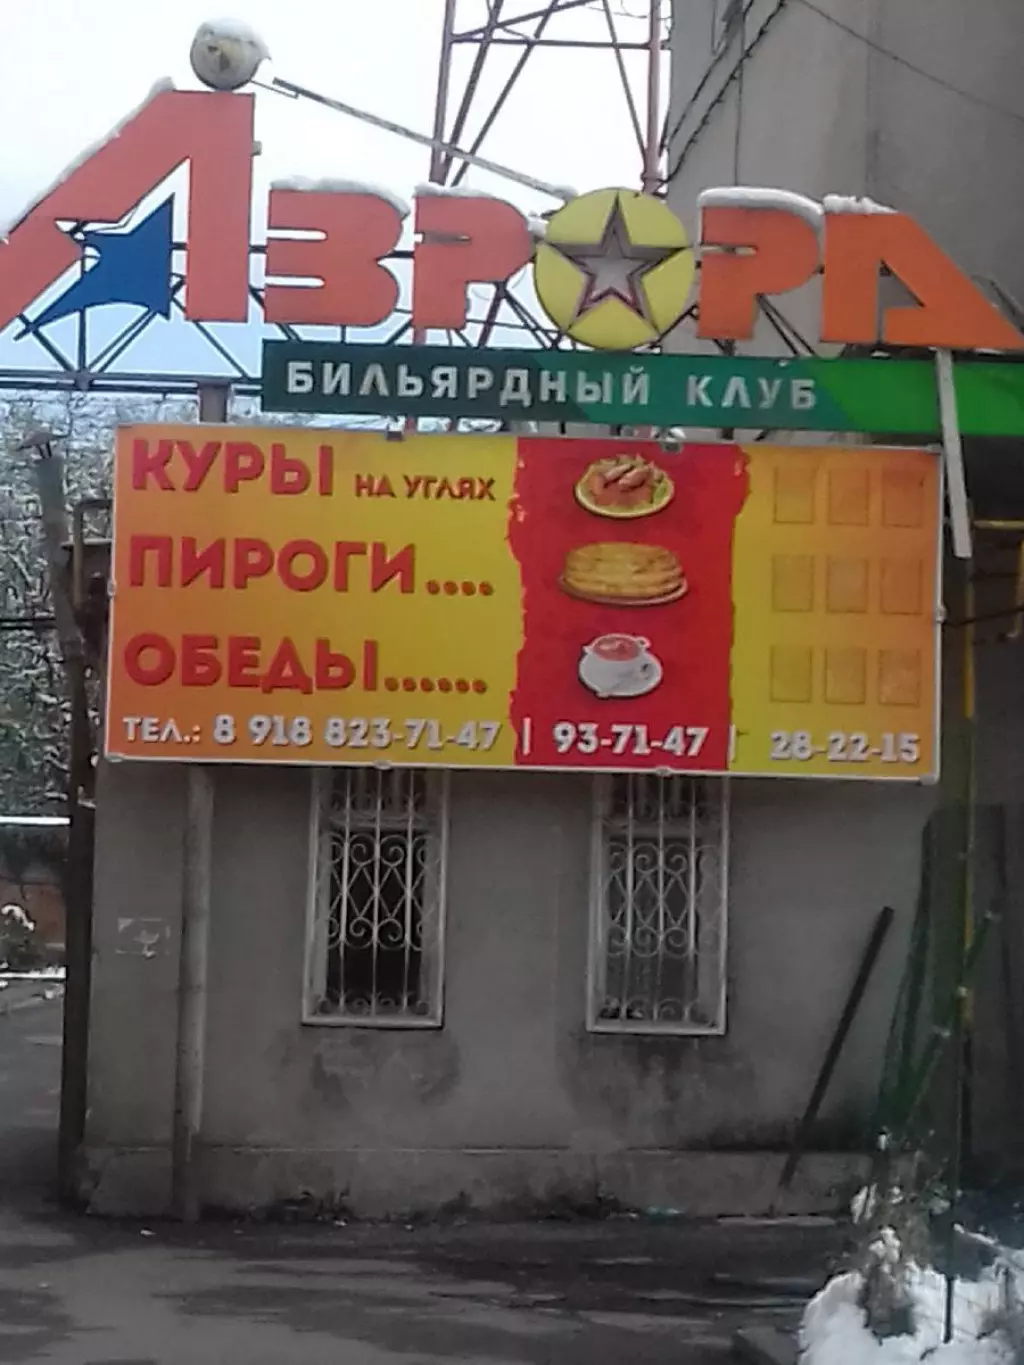 АВРОРА
БИЛЬЯРДНЫЙ КЛУБ
КУРЫ НА УГЛЯХ
ПИРОГИ....
ОБЕДЫ......
ТЕЛ.: 8 918 823-71-47 | 93-71-47 | 28-22-15